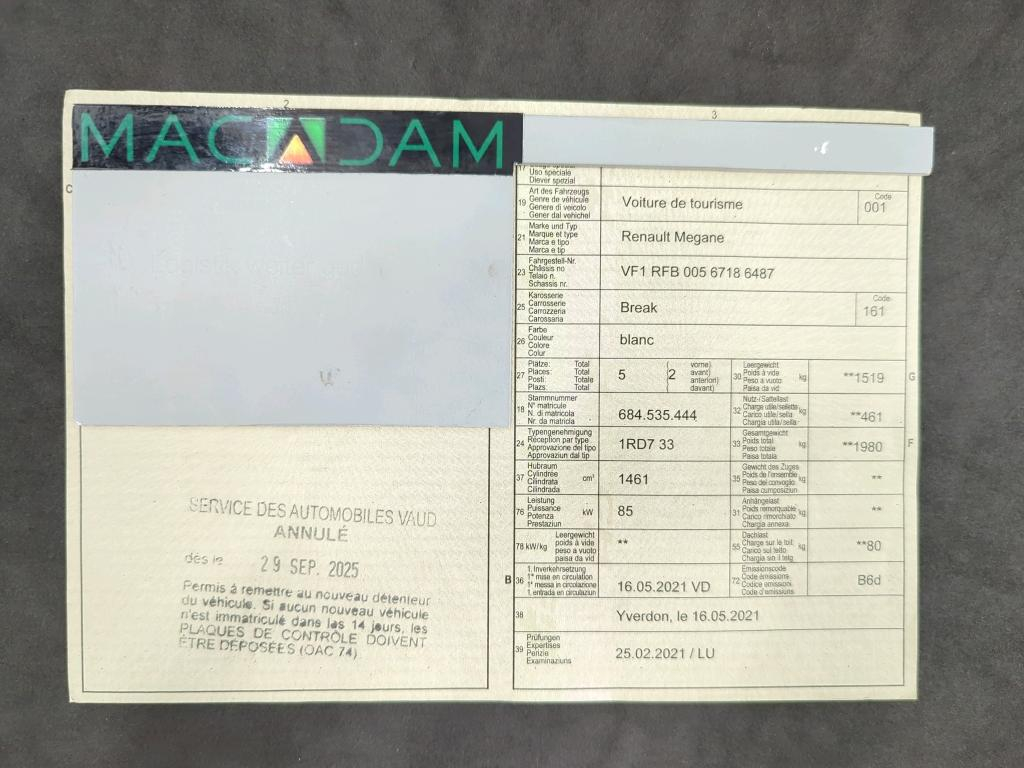 2
3
MACADAM
C
17
Uso speciale
Diever spezial
19 Art des Fahrzeugs
Genre de véhicule
Genere di veicolo
Gener dal vehichel
Voiture de tourisme
Code
001
21 Marke und Typ
Marque et type
Marca e tipo
Marca e tip
Renault Megane
23 Fahrgestell-Nr.
Châssis no
Telaio n.
Schassis nr.
VF1 RFB 005 6718 6487
25 Karosserie
Carrosserie
Carrozzeria
Carossaria
Break
Code
161
26 Farbe
Couleur
Colore
Colur
blanc
27 Plätze: Total
Places: Total
Posti: Totale
Plazs: Total
5 (2 vorne)
avant)
anteriori)
davant)
30 Leergewicht
Poids à vide
Peso a vuoto
Paisa da vid
kg
**1519
G
18 Stammnummer
N° matricule
N. di matricola
Nr. da matricla
684.535.444
32 Nutz-/Sattellast
Charge utile/sellette
Carico utile/sella
Chargia utila/sella
kg
**461
24 Typengenehmigung
Réception par type
Approvazione del tipo
Approvaziun dal tip
1RD7 33
33 Gesamtgewicht
Poids total
Peso totale
Paisa totala
kg
**1980
F
37 Hubraum
Cylindrée
Cilindrata
Cilindrada
cm³
1461
35 Gewicht des Zuges
Poids de l'ensemble
Peso del convoglio
Paisa cumposiziun
kg
**
76 Leistung
Puissance
Potenza
Prestaziun
kW
85
31 Anhängelast
Poids remorquable
Carico rimorchiato
Chargia annexa
kg
**
78 kW/kg Leergewicht
poids à vide
peso a vuoto
paisa da vid
**
55 Dachlast
Charge sur le toit
Carico sul tetto
Chargia sin il tetg
kg
**80
B 36 1. Inverkehrsetzung
1re mise en circulation
1a messa in circolazione
1. entrada en circulaziun
16.05.2021 VD
72 Emissionscode
Code émissions
Codice emissioni
Code d'emissions
B6d
38
Yverdon, le 16.05.2021
39 Prüfungen
Expertises
Perizie
Examinaziuns
25.02.2021 / LU
SERVICE DES AUTOMOBILES VAUD
ANNULÉ
dès le 29 SEP. 2025
Permis à remettre au nouveau détenteur
du véhicule. Si aucun nouveau véhicule
n'est immatriculé dans les 14 jours, les
PLAQUES DE CONTRÔLE DOIVENT
ÊTRE DÉPOSÉES (OAC 74)